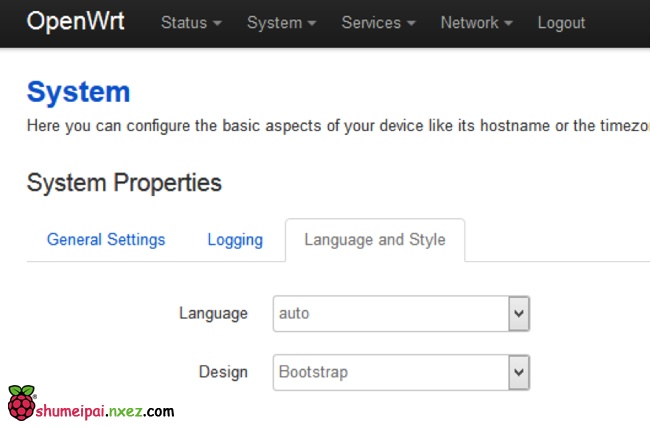 OpenWrt Status System Services Network Logout
System
Here you can configure the basic aspects of your device like its hostname or the timezo
System Properties
General Settings Logging Language and Style
Language auto
Design Bootstrap
shumeipai.nxez.com